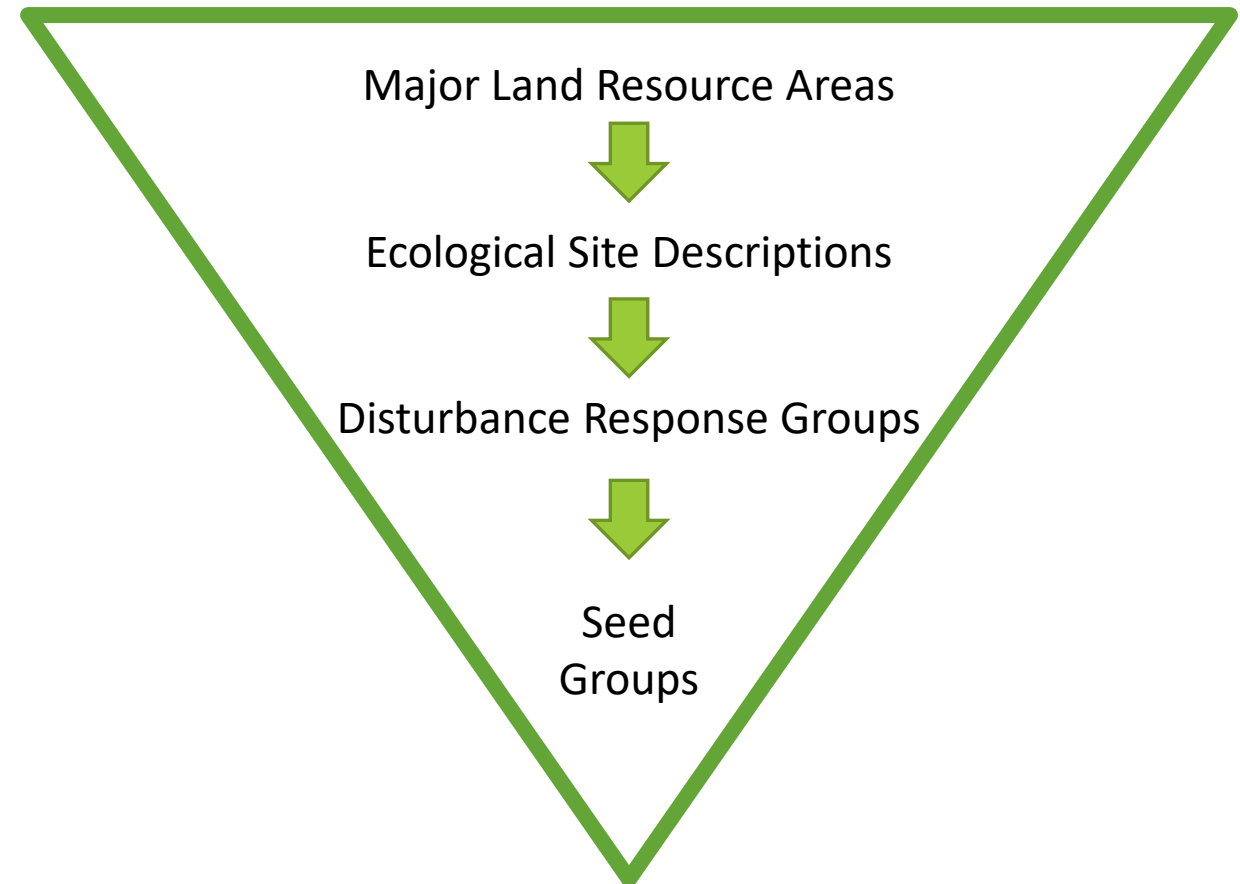 Major Land Resource Areas
Ecological Site Descriptions
Disturbance Response Groups
Seed
Groups